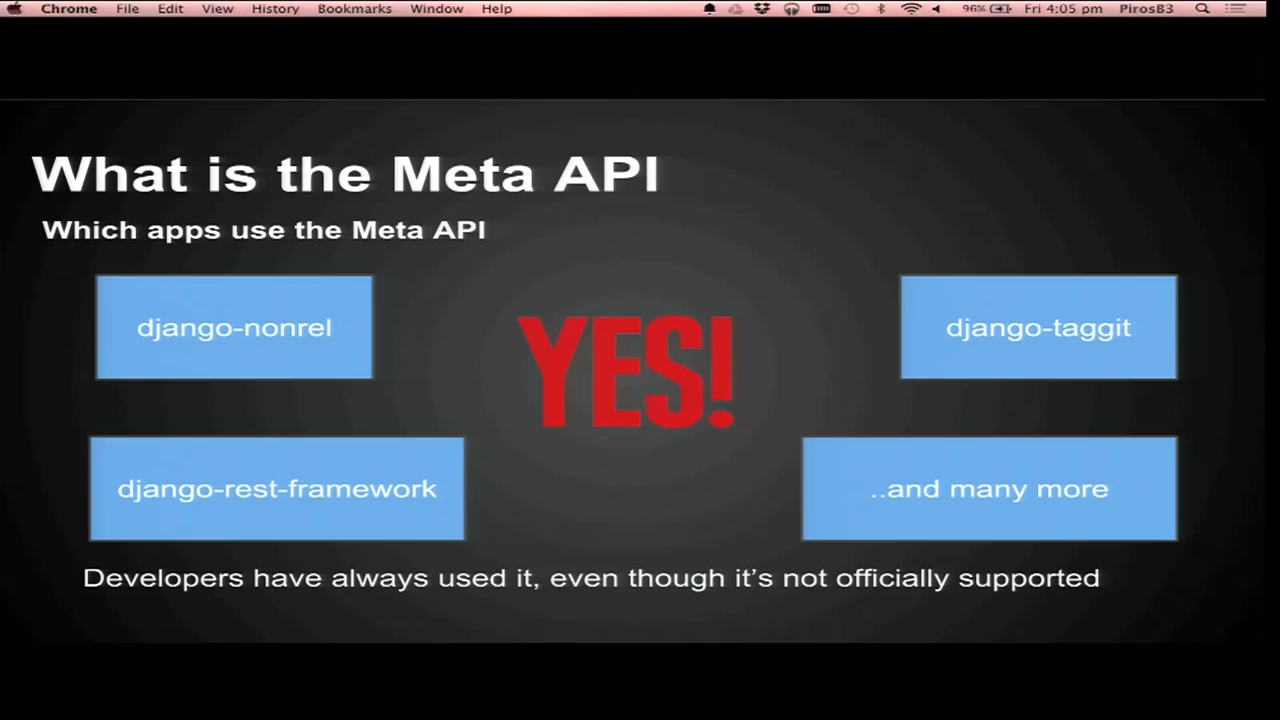 Chrome File Edit View History Bookmarks Window Help 96% Fri 4:05 pm PirosB3
What is the Meta API
Which apps use the Meta API
django-nonrel
django-taggit
YES!
django-rest-framework
..and many more
Developers have always used it, even though it's not officially supported